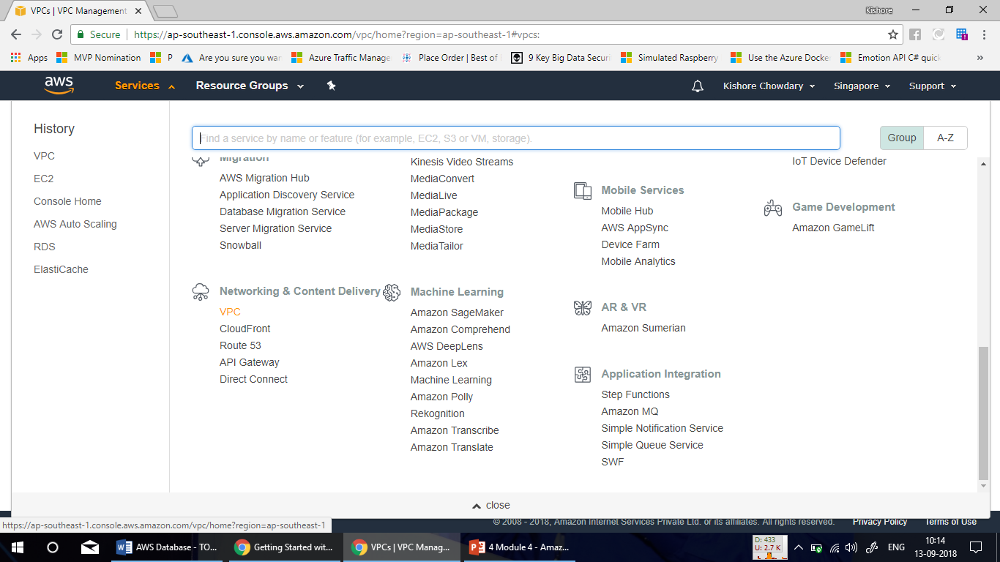 VPCs | VPC Management
Kishore
Secure
https://ap-southeast-1.console.aws.amazon.com/vpc/home?region=ap-southeast-1#vpcs:
Apps
MVP Nomination
P
Are you sure you wan
Azure Traffic Manage
Place Order | Best of
9 Key Big Data Securi
Simulated Raspberry
Use the Azure Docke
Emotion API C# quick
»
aws
Services
Resource Groups
Kishore Chowdary
Singapore
Support
History
VPC
EC2
Console Home
AWS Auto Scaling
RDS
ElastiCache
Find a service by name or feature (for example, EC2, S3 or VM, storage).
Group
A-Z
Migration
AWS Migration Hub
Application Discovery Service
Database Migration Service
Server Migration Service
Snowball
Networking & Content Delivery
VPC
CloudFront
Route 53
API Gateway
Direct Connect
Kinesis Video Streams
MediaConvert
MediaLive
MediaPackage
MediaStore
MediaTailor
Machine Learning
Amazon SageMaker
Amazon Comprehend
AWS DeepLens
Amazon Lex
Machine Learning
Amazon Polly
Rekognition
Amazon Transcribe
Amazon Translate
Mobile Services
Mobile Hub
AWS AppSync
Device Farm
Mobile Analytics
AR & VR
Amazon Sumerian
Application Integration
Step Functions
Amazon MQ
Simple Notification Service
Simple Queue Service
SWF
IoT Device Defender
Game Development
Amazon GameLift
close
https://ap-southeast-1.console.aws.amazon.com/vpc/home?region=ap-southeast-1
© 2008 - 2018, Amazon Internet Services Private Ltd. or its affiliates. All rights reserved.
Privacy Policy
Terms of Use
AWS Database - TO...
Getting Started wit...
VPCs | VPC Manag...
4 Module 4 - Amaz...
D: 433
U: 2.7 K
ENG
10:14
13-09-2018